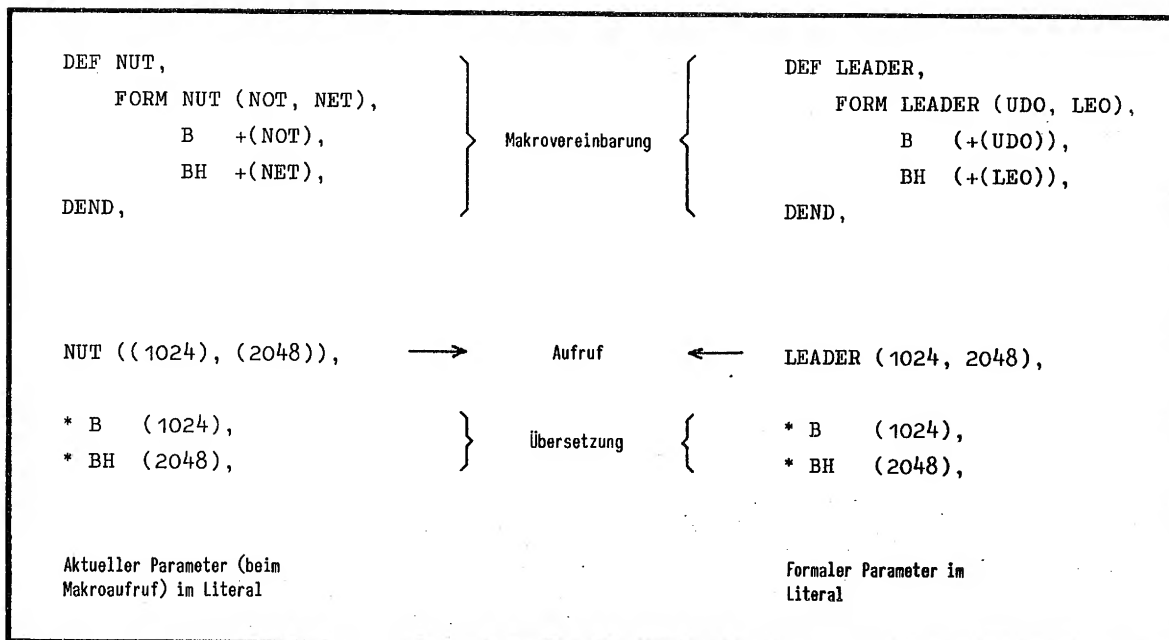 DEF NUT,
FORM NUT (NOT, NET),
B +(NOT),
BH +(NET),
DEND,
Makrovereinbarung
DEF LEADER,
FORM LEADER (UDO, LEO),
B (+(UDO)),
BH (+(LEO)),
DEND,
NUT ((1024), (2048)), → Aufruf ← LEADER (1024, 2048),
* B (1024),
* BH (2048),
Übersetzung
* B (1024),
* BH (2048),
Aktueller Parameter (beim
Makroaufruf) im Literal
Formaler Parameter im
Literal